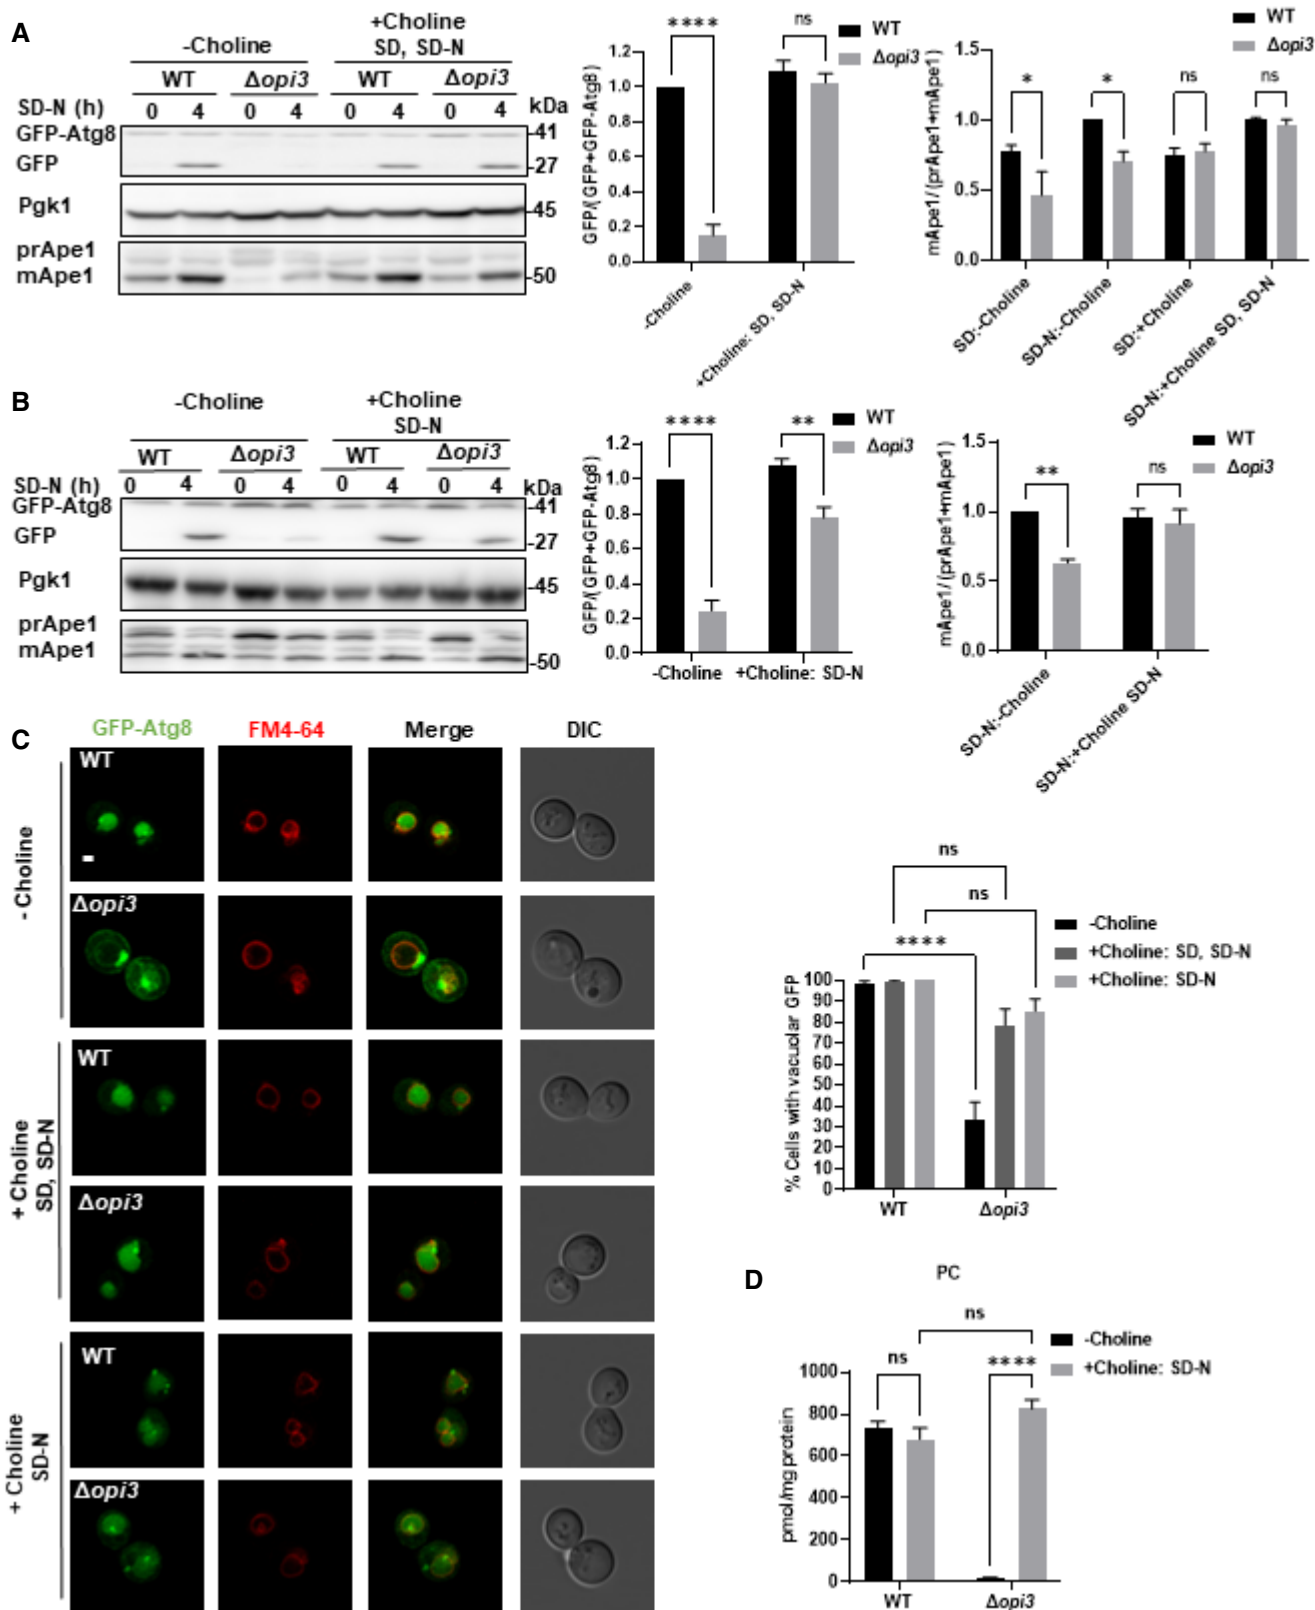 A
-Choline
+Choline
SD, SD-N
WT
Δopi3
WT
Δopi3
SD-N (h)
0
4
0
4
0
4
0
4
kDa
GFP-Atg8
-41
GFP
-27
Pgk1
-45
prApe1
mApe1
-50
****
ns
WT
Δopi3
GFP/(GFP+GFP-Atg8)
1.2
1.0
0.8
0.6
0.4
0.2
0.0
-Choline
+Choline: SD, SD-N
WT
Δopi3
*
*
ns
ns
mApe1/(prApe1+mApe1)
1.5
1.0
0.5
0.0
SD:-Choline
SD-N:-Choline
SD:+Choline
SD-N:+Choline SD, SD-N
B
-Choline
+Choline
SD-N
WT
Δopi3
WT
Δopi3
SD-N (h)
0
4
0
4
0
4
0
4
kDa
GFP-Atg8
-41
GFP
-27
Pgk1
-45
prApe1
mApe1
-50
****
**
WT
Δopi3
GFP/(GFP+GFP-Atg8)
1.2
1.0
0.8
0.6
0.4
0.2
0.0
-Choline
+Choline: SD-N
WT
Δopi3
**
ns
mApe1/(prApe1+mApe1)
1.5
1.0
0.5
0.0
SD-N:-Choline
SD-N:+Choline SD-N
C
GFP-Atg8
FM4-64
Merge
DIC
- Choline
WT
Δopi3
+ Choline
SD, SD-N
WT
Δopi3
+ Choline
SD-N
WT
Δopi3
ns
ns
****
-Choline
+Choline: SD, SD-N
+Choline: SD-N
% Cells with vacuolar GFP
100
90
80
70
60
50
40
30
20
10
0
WT
Δopi3
D
PC
ns
ns
****
-Choline
+Choline: SD-N
pmol/mg protein
1000
800
600
400
200
0
WT
Δopi3